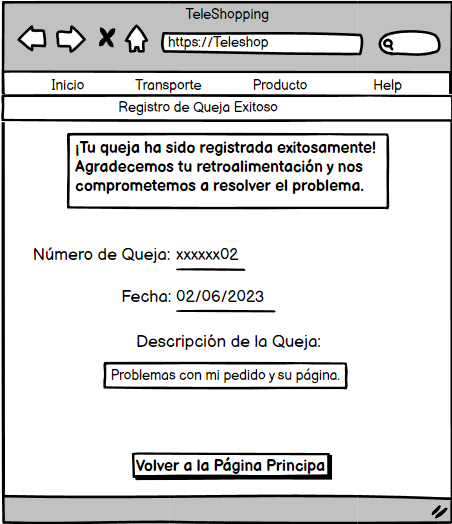 TeleShopping
https://Teleshop
Inicio Transporte Producto Help
Registro de Queja Exitoso
¡Tu queja ha sido registrada exitosamente!
Agradecemos tu retroalimentación y nos
comprometemos a resolver el problema.
Número de Queja: xxxxxx02
Fecha: 02/06/2023
Descripción de la Queja:
Problemas con mi pedido y su página.
Volver a la Página Principa